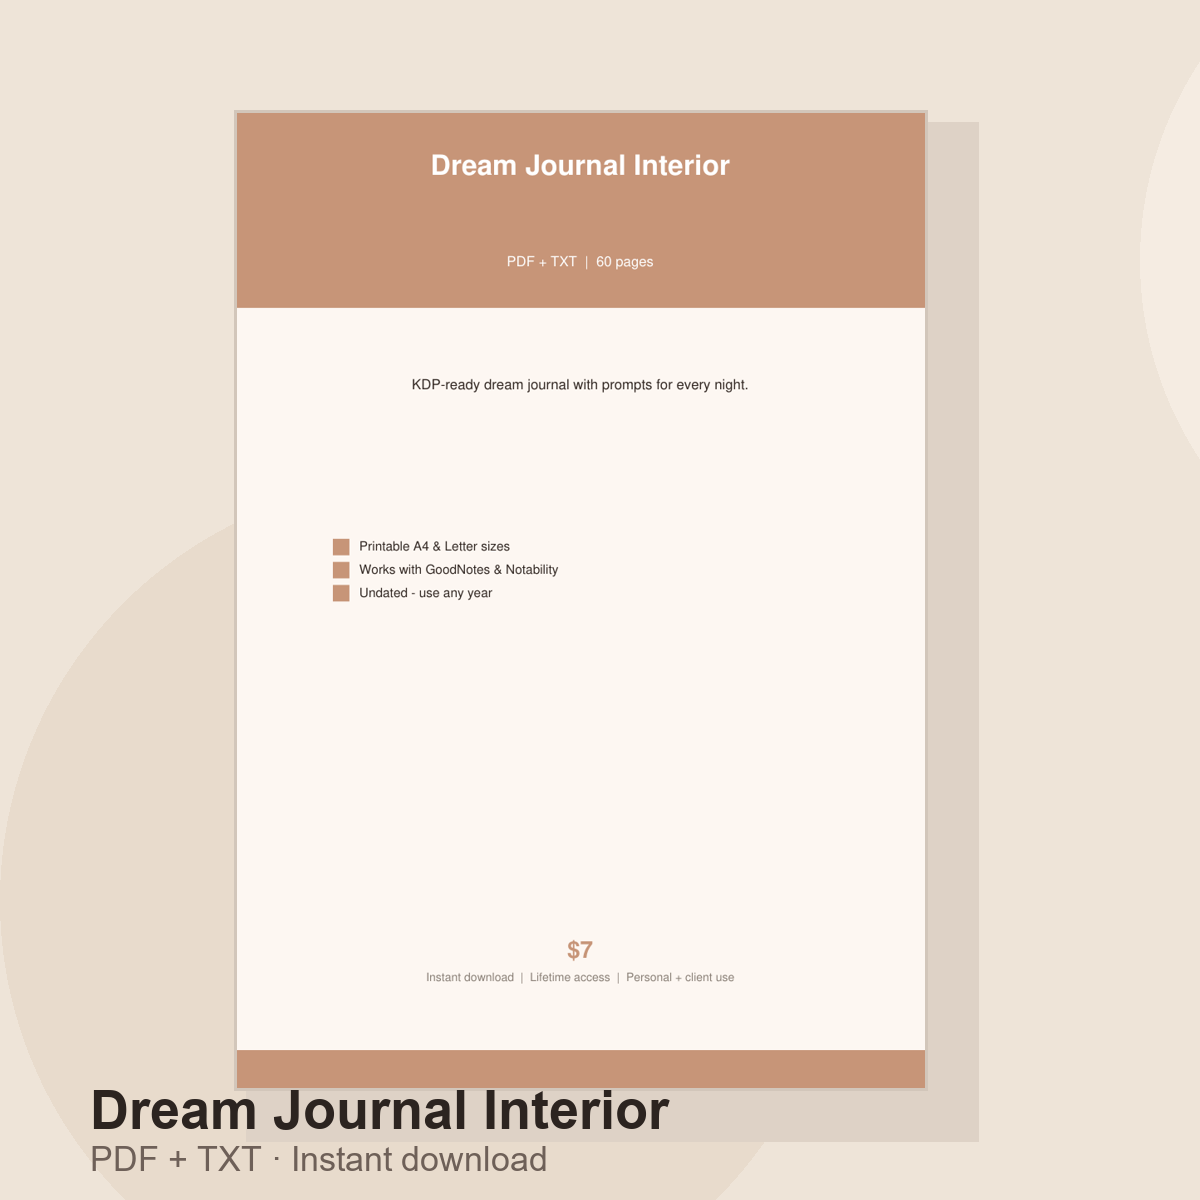 Dream Journal Interior
PDF + TXT | 60 pages
KDP-ready dream journal with prompts for every night.
Printable A4 & Letter sizes
Works with GoodNotes & Notability
Undated - use any year
$7
Instant download | Lifetime access | Personal + client use
Dream Journal Interior
PDF + TXT · Instant download